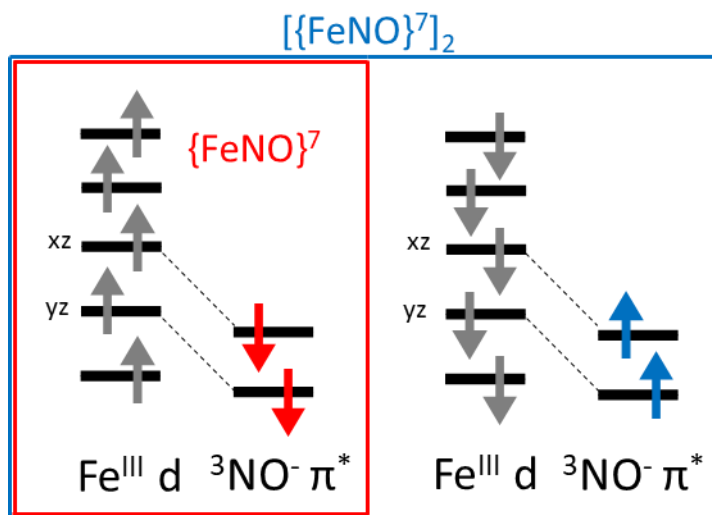 [{FeNO}⁷]₂
{FeNO}⁷
xz
xz
yz
yz
Feᴵᴵᴵ d ³NO⁻ π*
Feᴵᴵᴵ d ³NO⁻ π*